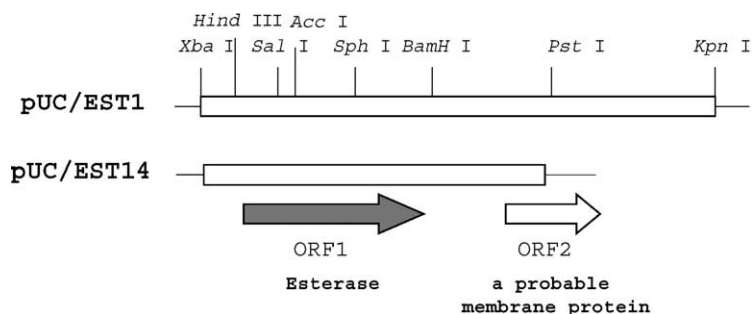 Hind III Acc I
Xba I Sal I Sph I BamH I Pst I Kpn I
pUC/EST1
pUC/EST14
ORF1 ORF2
Esterase a probable
membrane protein